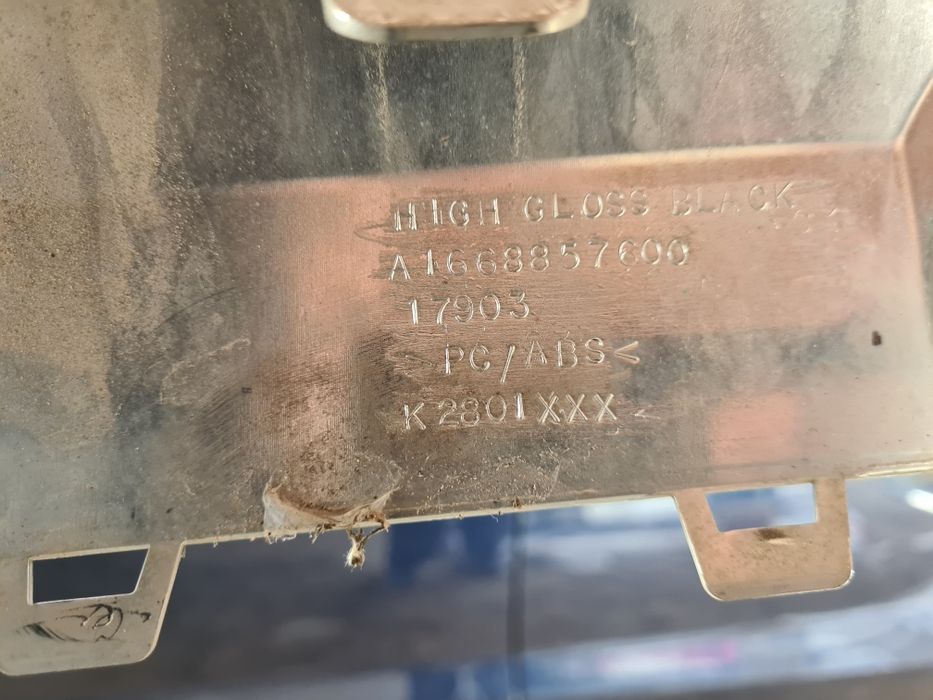 HIGH GLOSS BLACK
A1668857600
17903
>PC/ABS<
K2801XXX